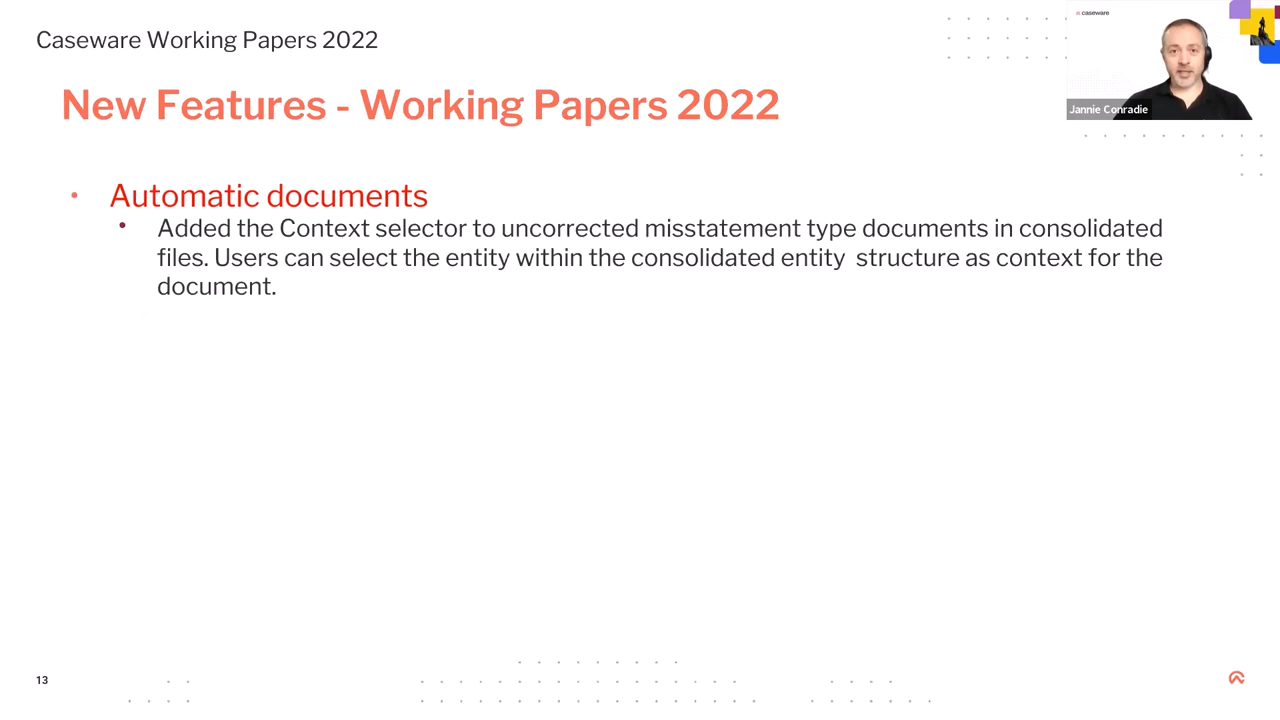 Caseware Working Papers 2022
caseware
Jannie Conradie
New Features - Working Papers 2022
• Automatic documents
• Added the Context selector to uncorrected misstatement type documents in consolidated
files. Users can select the entity within the consolidated entity  structure as context for the
document.
13